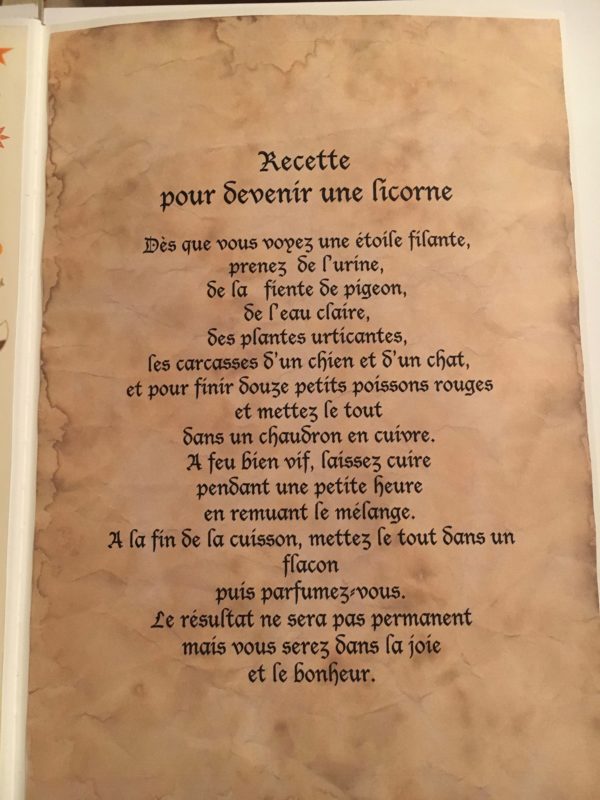 Recette
pour devenir une licorne
Dès que vous voyez une étoile filante,
prenez de l'urine,
de la fiente de pigeon,
de l'eau claire,
des plantes urticantes,
les carcasses d'un chien et d'un chat,
et pour finir douze petits poissons rouges
et mettez le tout
dans un chaudron en cuivre.
A feu bien vif, laissez cuire
pendant une petite heure
en remuant le mélange.
A la fin de la cuisson, mettez le tout dans un
flacon
puis parfumez-vous.
Le résultat ne sera pas permanent
mais vous serez dans la joie
et le bonheur.